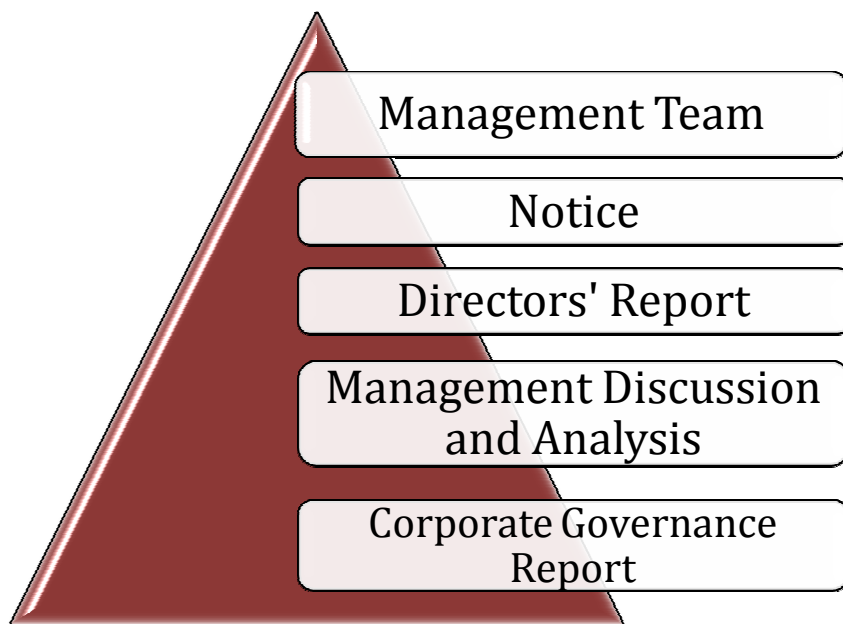 Management Team
Notice
Directors' Report
Management Discussion
and Analysis
Corporate Governance
Report